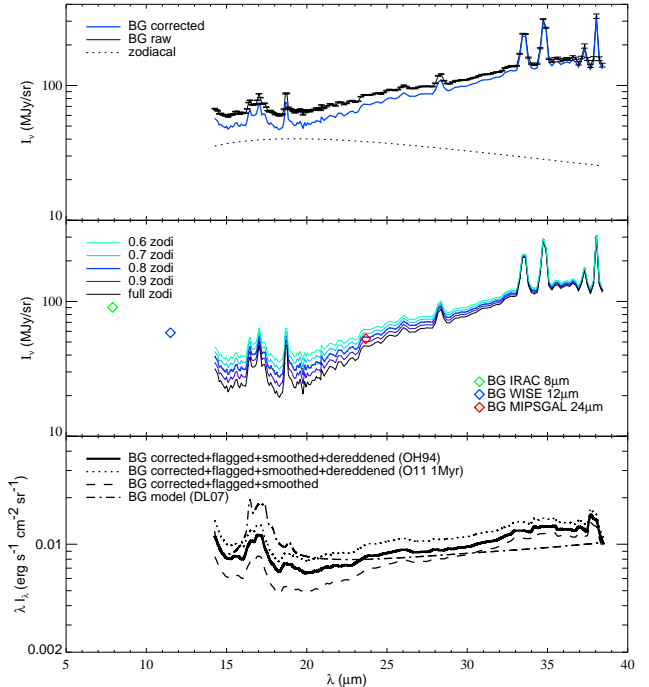 BG corrected
BG raw
zodiacal
100
10
Iν (MJy/sr)
0.6 zodi
0.7 zodi
0.8 zodi
0.9 zodi
full zodi
100
10
Iν (MJy/sr)
BG IRAC 8μm
BG WISE 12μm
BG MIPSGAL 24μm
BG corrected+flagged+smoothed+dereddened (OH94)
BG corrected+flagged+smoothed+dereddened (O11 1Myr)
BG corrected+flagged+smoothed
BG model (DL07)
0.01
0.002
λ Iλ (erg s⁻¹ cm⁻² sr⁻¹)
5 10 15 20 25 30 35 40
λ (μm)